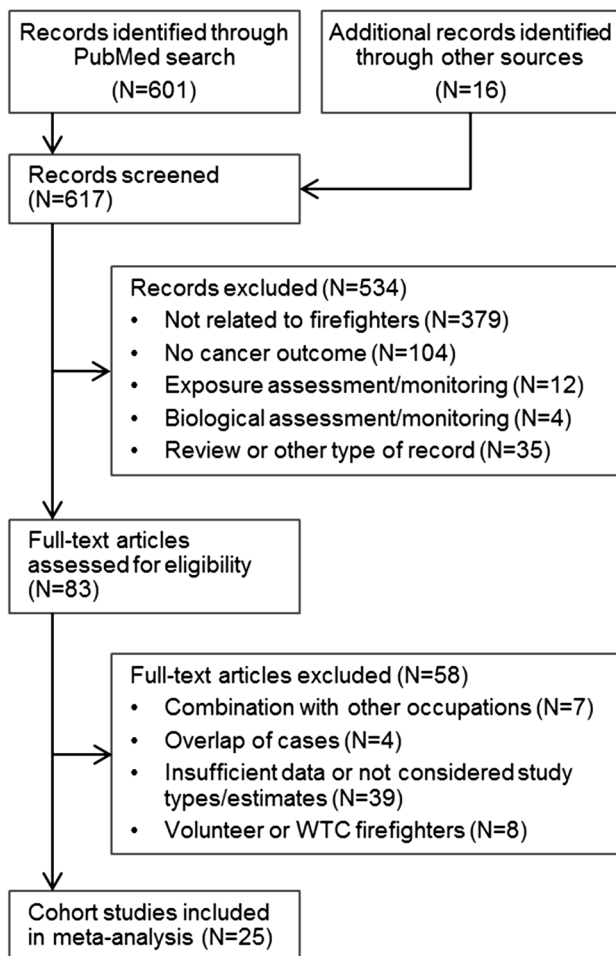 Records identified through
PubMed search
(N=601)
Additional records identified
through other sources
(N=16)
Records screened
(N=617)
Records excluded (N=534)
• Not related to firefighters (N=379)
• No cancer outcome (N=104)
• Exposure assessment/monitoring (N=12)
• Biological assessment/monitoring (N=4)
• Review or other type of record (N=35)
Full-text articles
assessed for eligibility
(N=83)
Full-text articles excluded (N=58)
• Combination with other occupations (N=7)
• Overlap of cases (N=4)
• Insufficient data or not considered study
types/estimates (N=39)
• Volunteer or WTC firefighters (N=8)
Cohort studies included
in meta-analysis (N=25)